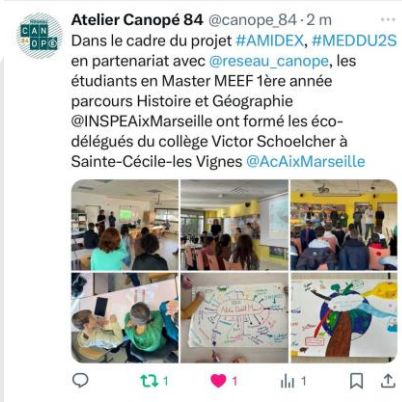 Atelier Canopé 84 @canope_84 · 2 m
Dans le cadre du projet #AMIDEX, #MEDDU2S
en partenariat avec @reseau_canope, les
étudiants en Master MEEF 1ère année
parcours Histoire et Géographie
@INSPEAixMarseille ont formé les éco-
délégués du collège Victor Schoelcher à
Sainte-Cécile-les Vignes @AcAixMarseille
1
1
1